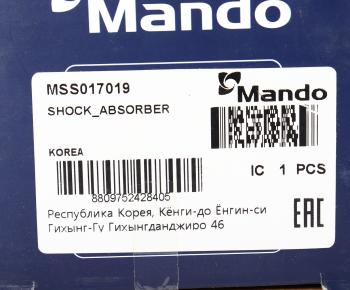 Mando
MSS017019
Mando
SHOCK_ABSORBER
KOREA
IC 1 PCS
8809752428405
Республика Корея, Кёнги-до Ёнгин-си
Гихынг-Гу Гихынгданджиро 46
EAC